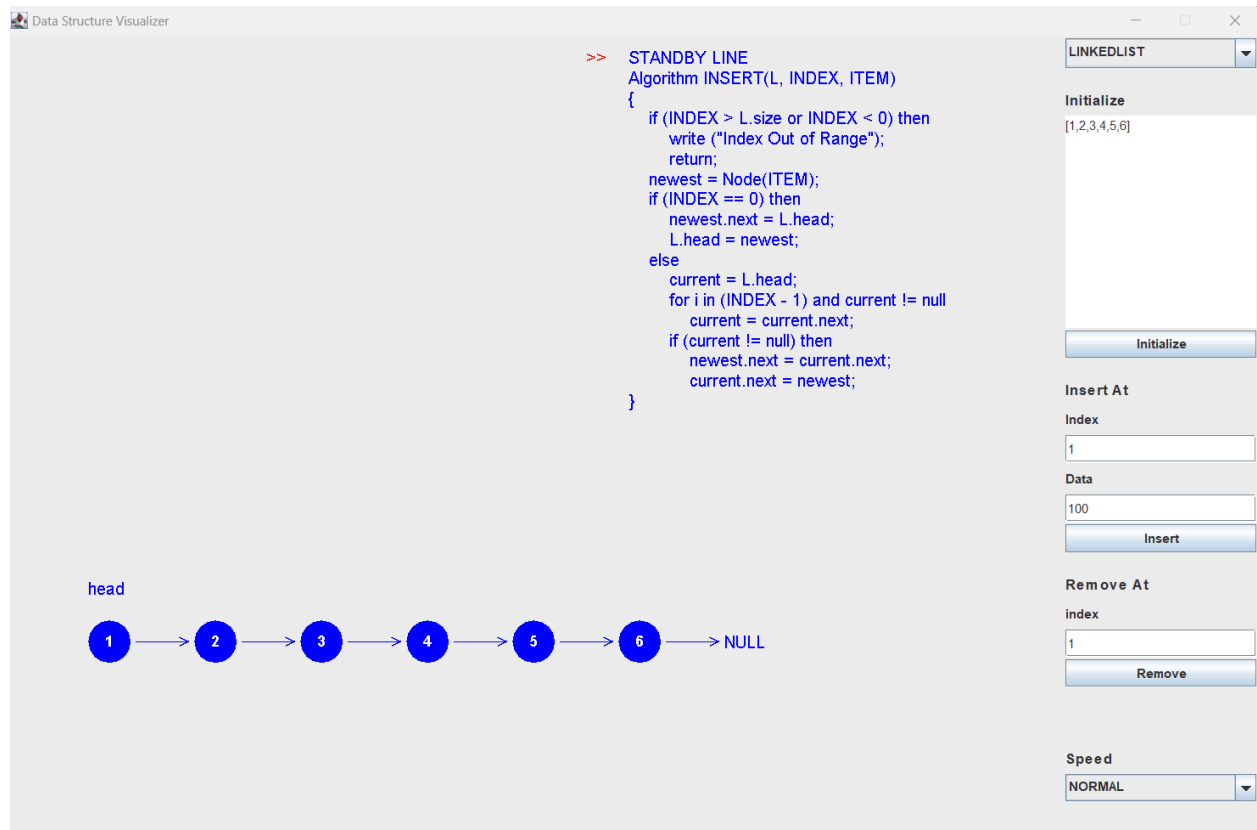 Data Structure Visualizer
>> STANDBY LINE
Algorithm INSERT(L, INDEX, ITEM)
{
if (INDEX > L.size or INDEX < 0) then
write ("Index Out of Range");
return;
newest = Node(ITEM);
if (INDEX == 0) then
newest.next = L.head;
L.head = newest;
else
current = L.head;
for i in (INDEX - 1) and current != null
current = current.next;
if (current != null) then
newest.next = current.next;
current.next = newest;
}
head
1 2 3 4 5 6 NULL
LINKEDLIST
Initialize
[1,2,3,4,5,6]
Initialize
Insert At
Index
1
Data
100
Insert
Remove At
index
1
Remove
Speed
NORMAL